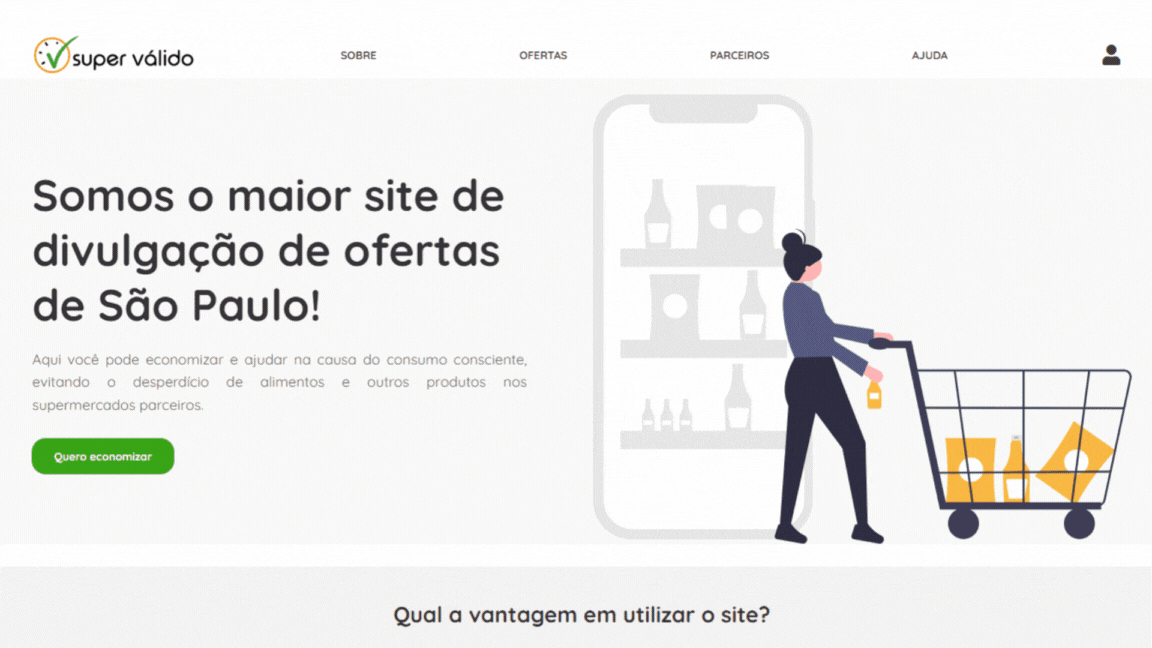 super válido
SOBRE
OFERTAS
PARCEIROS
AJUDA
Somos o maior site de
divulgação de ofertas
de São Paulo!
Aqui você pode economizar e ajudar na causa do consumo consciente,
evitando o desperdício de alimentos e outros produtos nos
supermercados parceiros.
Quero economizar
Qual a vantagem em utilizar o site?